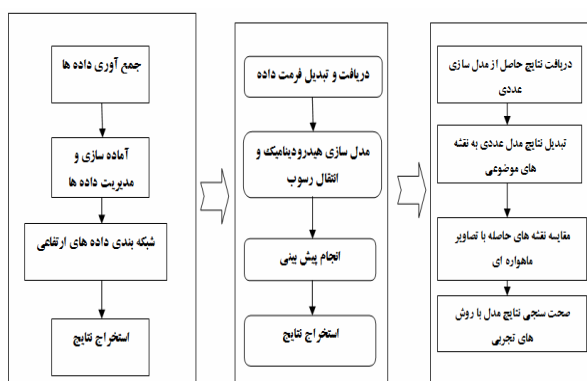 جمع آوری داده ها
آماده سازی و
مدیریت داده ها
شبکه بندی داده های ارتفاعی
استخراج نتایج
دریافت و تبدیل فرمت داده
مدل سازی هیدرودینامیک و
انتقال رسوب
انجام پیش بینی
استخراج نتایج
دریافت نتایج حاصل از مدل سازی
عددی
تبدیل نتایج مدل عددی به نقشه
های موضوعی
مقایسه نقشه های حاصله با تصاویر
ماهواره ای
صحت سنجی نتایج مدل با روش
های تجربی